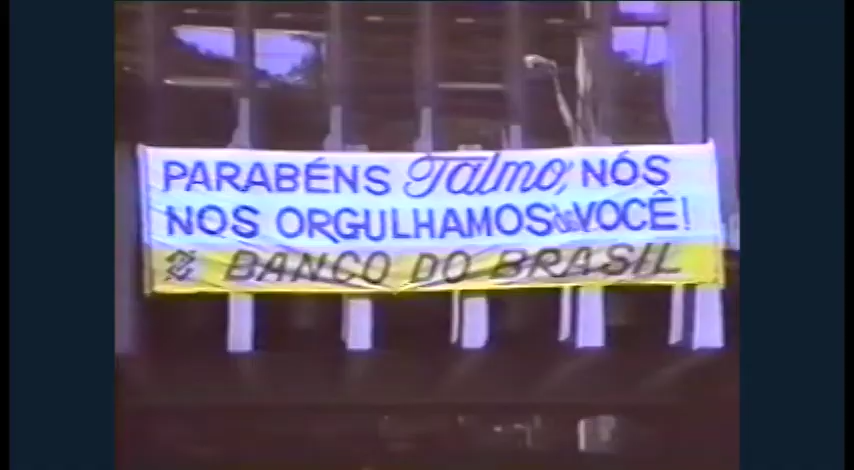 PARABÉNS Talmo, NÓS
NOS ORGULHAMOS de VOCÊ!
BANCO DO BRASIL